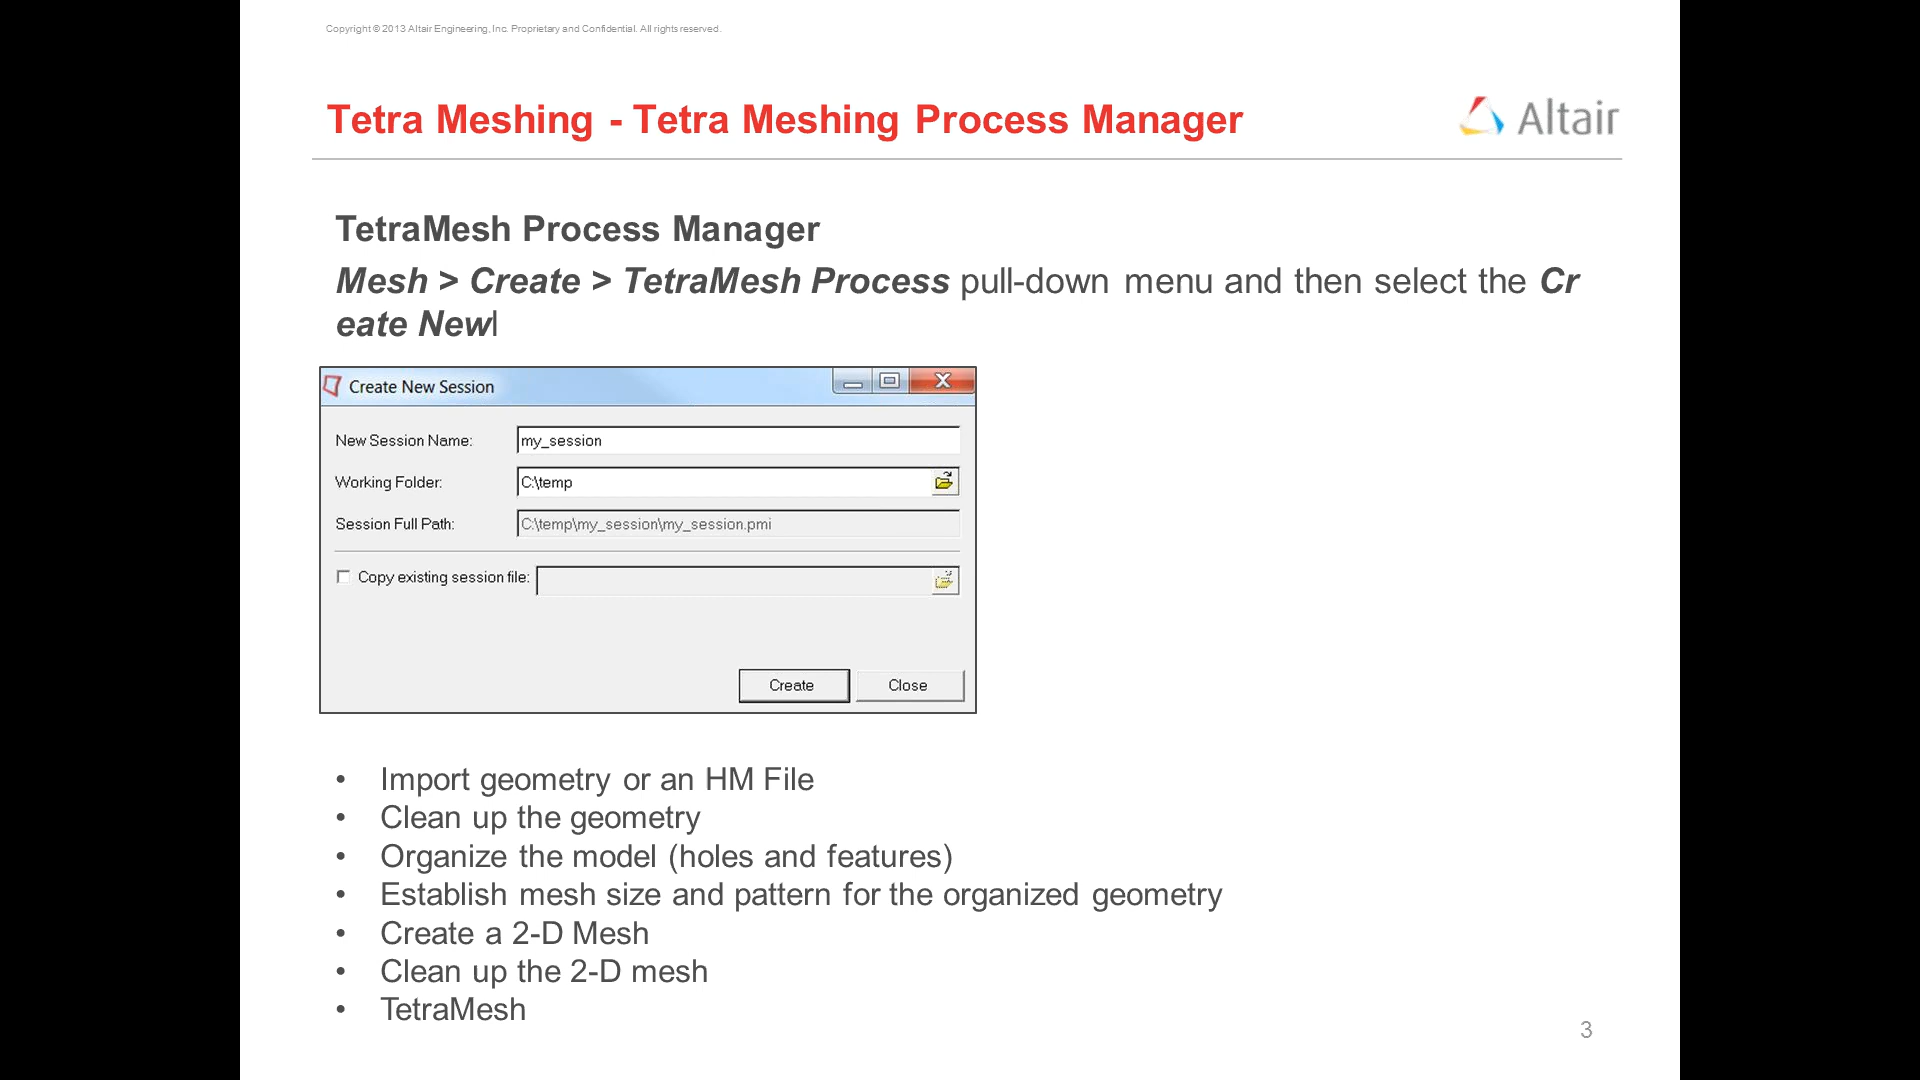 Copyright © 2013 Altair Engineering, Inc. Proprietary and Confidential. All rights reserved.
Tetra Meshing - Tetra Meshing Process Manager
Altair
TetraMesh Process Manager
Mesh > Create > TetraMesh Process pull-down menu and then select the Cr
eate Newl
Create New Session
New Session Name: my_session
Working Folder: C:\temp
Session Full Path: C:\temp\my_session\my_session.pmi
Copy existing session file:
Create Close
• Import geometry or an HM File
• Clean up the geometry
• Organize the model (holes and features)
• Establish mesh size and pattern for the organized geometry
• Create a 2-D Mesh
• Clean up the 2-D mesh
• TetraMesh
3